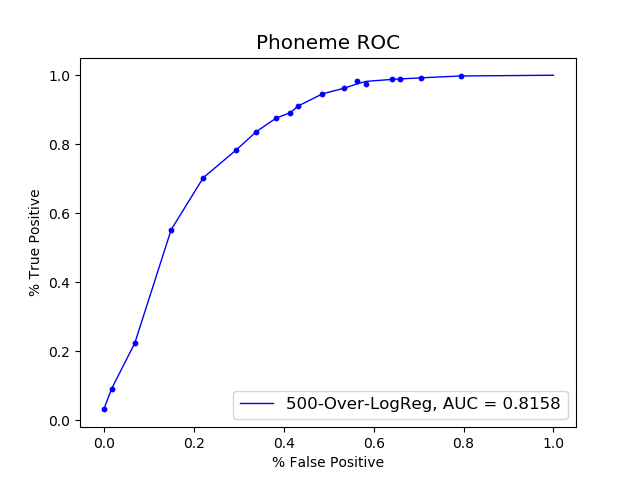 Phoneme ROC
% True Positive
1.0
0.8
0.6
0.4
0.2
0.0
500-Over-LogReg, AUC = 0.8158
0.0 0.2 0.4 0.6 0.8 1.0
% False Positive